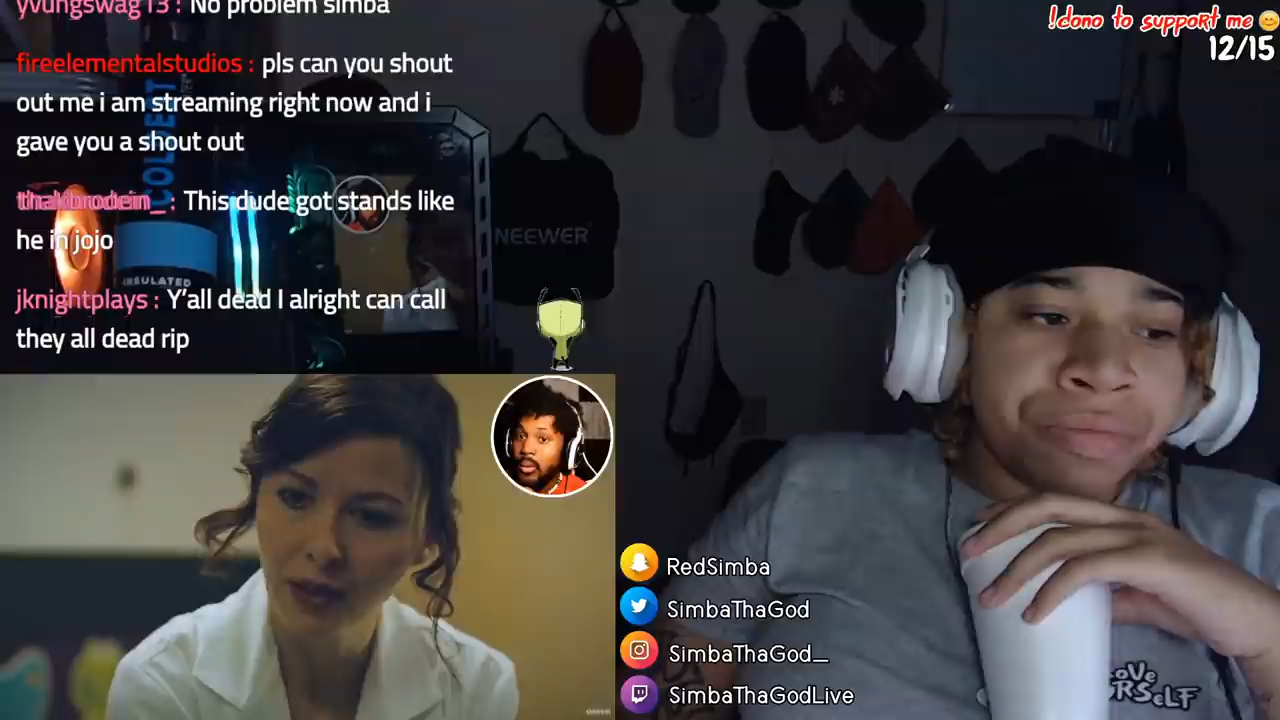 yvungswag13 : No problem simba
fireelementalstudios : pls can you shout
out me i am streaming right now and i
gave you a shout out
: This dude got stands like
he in jojo
jknightplays : Y'all dead I alright can call
they all dead rip
!dono to support me
12/15
COLDEST
INSULATED
NEEWER
RedSimba
SimbaThaGod
SimbaThaGod_
SimbaThaGodLive